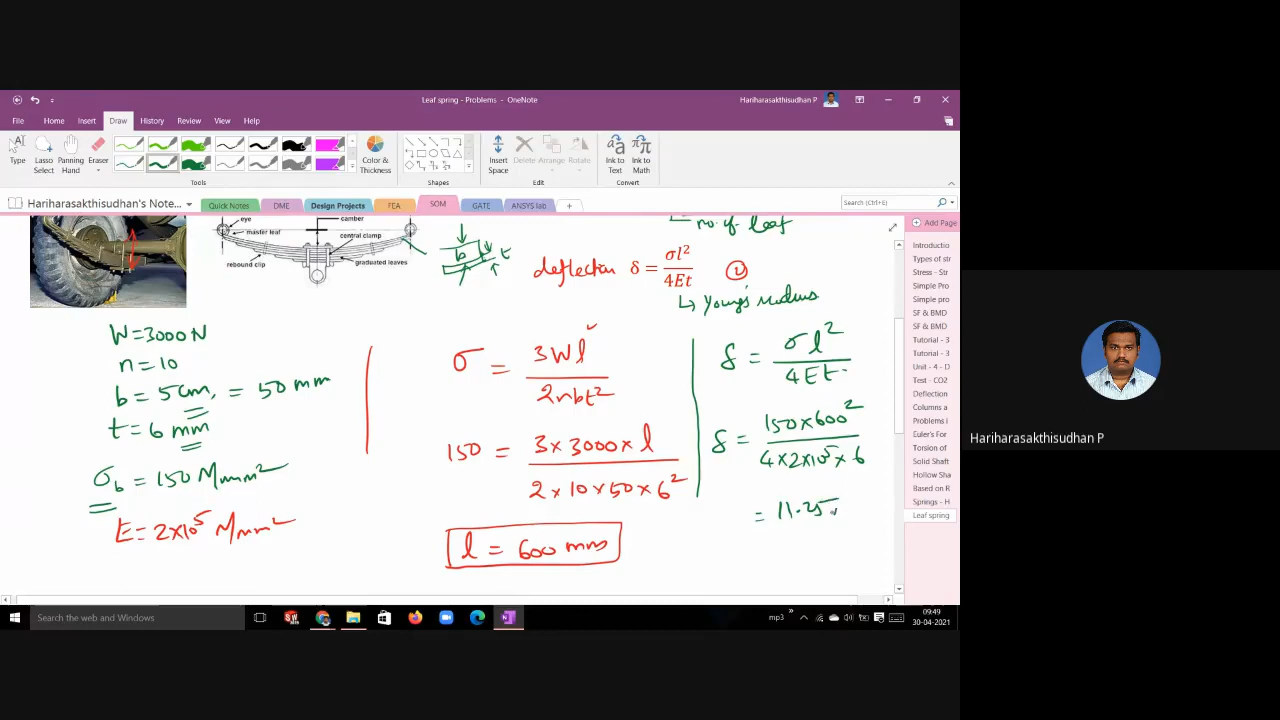 Leaf spring - Problems - OneNote
Hariharasakthisudhan P
File Home Insert Draw History Review View Help
Type
Lasso Select
Panning Hand
Eraser
Color & Thickness
Insert Space
Delete
Arrange
Rotate
Ink to Text
Ink to Math
Tools
Shapes
Edit
Convert
Hariharasakthisudhan's Note...
Quick Notes DME Design Projects FEA SOM GATE ANSYS lab
Search (Ctrl+E)
Add Page
Introductio
Types of str
Stress - Str
Simple Pro
Simple pro
SF & BMD
SF & BMD
Tutorial - 3
Tutorial - 3
Unit - 4 - D
Test - CO2
Deflection
Columns a
Problems i
Euler's For
Torsion of
Solid Shaft
Hollow Sha
Based on R
Springs - H
Leaf spring
eye
camber
master leaf
central clamp
rebound clip
graduated leaves
b
t
no. of leaf
deflection δ = σl²/4Et
W = 3000 N
n = 10
b = 5 cm, = 50 mm
t = 6 mm
σb = 150 N/mm²
E = 2×10⁵ N/mm²
σ = 3Wl / 2nbt²
150 = 3 × 3000 × l / 2 × 10 × 50 × 6²
l = 600 mm
δ = σl² / 4Et
δ = 150 × 600² / 4 × 2 × 10⁵ × 6
= 11.25
Hariharasakthisudhan P
Search the web and Windows
mp3
09:49
30-04-2021